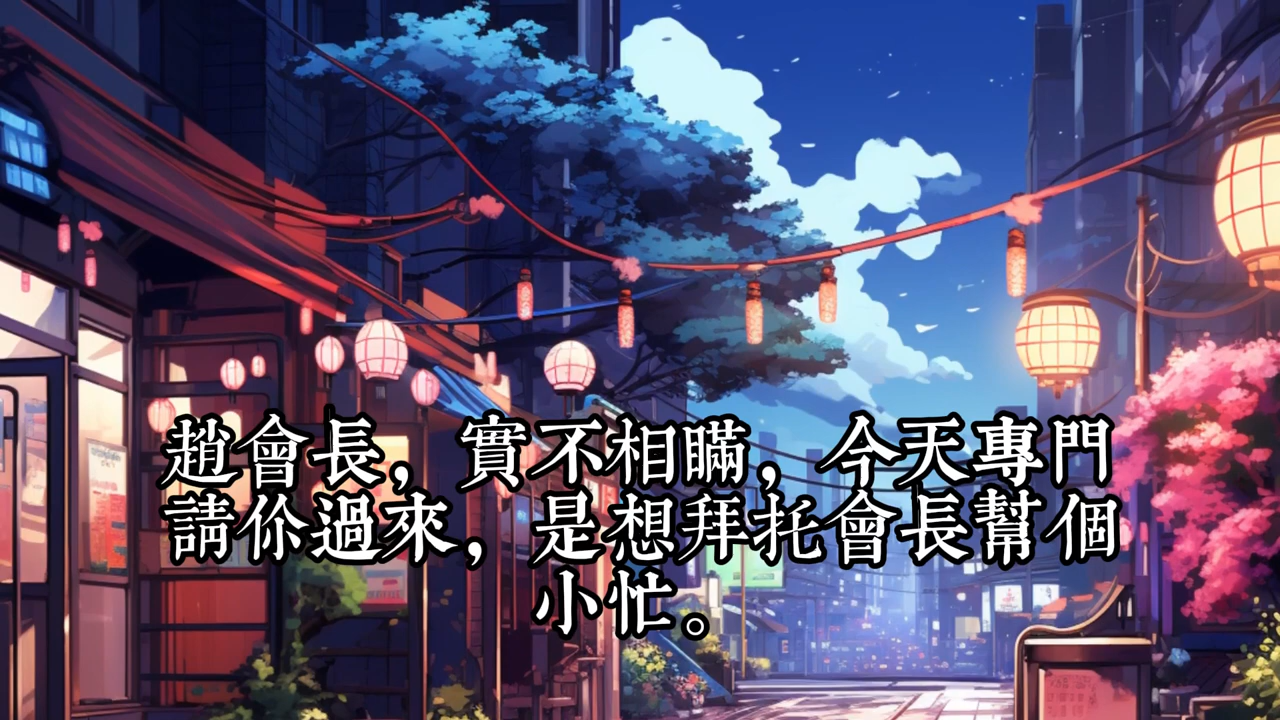 趙會長，實不相瞞，今天專門
請你過來，是想拜托會長幫個
小忙。